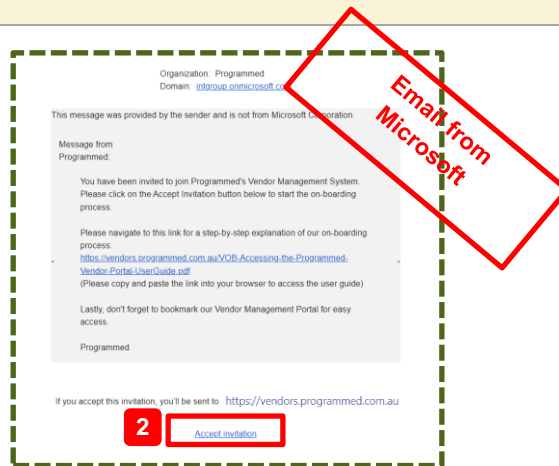 Organization: Programmed
Domain: intgroup.onmicrosoft.co
Email from
Microsoft
This message was provided by the sender and is not from Microsoft Corporation.
Message from
Programmed:
You have been invited to join Programmed's Vendor Management System.
Please click on the Accept Invitation button below to start the on-boarding
process.
Please navigate to this link for a step-by-step explanation of our on-boarding
process:
https://vendors.programmed.com.au/VOB-Accessing-the-Programmed-
Vendor-Portal-UserGuide.pdf
(Please copy and paste the link into your browser to access the user guide)
Lastly, don't forget to bookmark our Vendor Management Portal for easy
access.
Programmed
If you accept this invitation, you'll be sent to https://vendors.programmed.com.au
2
Accept invitation